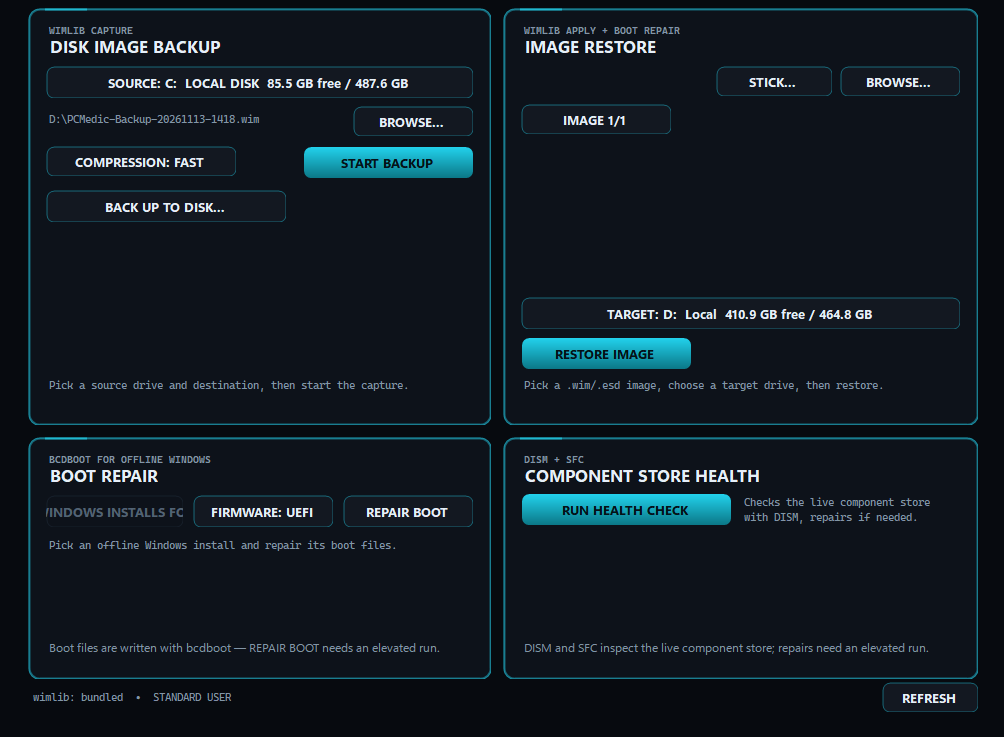 WIMLIB CAPTURE
DISK IMAGE BACKUP
SOURCE: C: LOCAL DISK 85.5 GB free / 487.6 GB
D:\PCMedic-Backup-20261113-1418.wim
BROWSE...
COMPRESSION: FAST
START BACKUP
BACK UP TO DISK...
Pick a source drive and destination, then start the capture.
WIMLIB APPLY + BOOT REPAIR
IMAGE RESTORE
STICK...
BROWSE...
IMAGE 1/1
TARGET: D: Local 410.9 GB free / 464.8 GB
RESTORE IMAGE
Pick a .wim/.esd image, choose a target drive, then restore.
BCDBOOT FOR OFFLINE WINDOWS
BOOT REPAIR
INSTALLS
FIRMWARE: UEFI
REPAIR BOOT
Pick an offline Windows install and repair its boot files.
Boot files are written with bcdboot — REPAIR BOOT needs an elevated run.
DISM + SFC
COMPONENT STORE HEALTH
RUN HEALTH CHECK
Checks the live component store
with DISM, repairs if needed.
DISM and SFC inspect the live component store; repairs need an elevated run.
wimlib: bundled • STANDARD USER
REFRESH